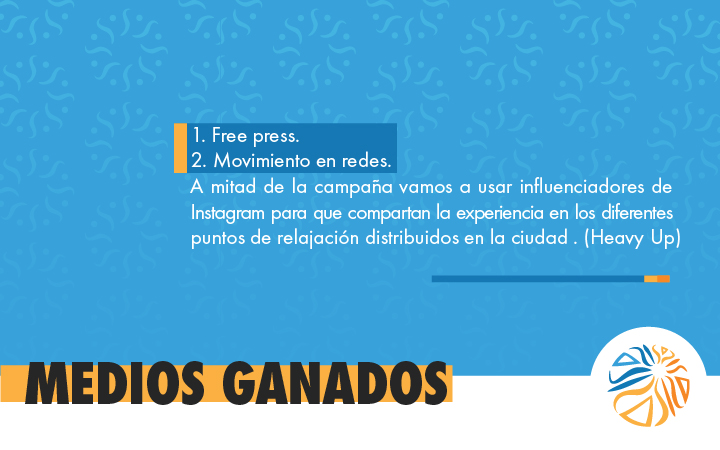 1. Free press.
2. Movimiento en redes.
A mitad de la campaña vamos a usar influenciadores de
Instagram para que compartan la experiencia en los diferentes
puntos de relajación distribuidos en la ciudad . (Heavy Up)
MEDIOS GANADOS